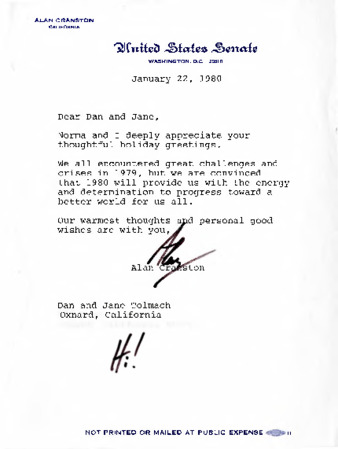 ALAN CRANSTON
CALIFORNIA
United States Senate
WASHINGTON, D.C. 20510
January 22, 1980
Dear Dan and Jane,
Norma and I deeply appreciate your
thoughtful holiday greetings.
We all encountered great challenges and
crises in 1979, but we are convinced
that 1980 will provide us with the energy
and determination to progress toward a
better world for us all.
Our warmest thoughts and personal good
wishes are with you,
Alan
Alan Cranston
Dan and Jane Tolmach
Oxnard, California
Hi!
NOT PRINTED OR MAILED AT PUBLIC EXPENSE